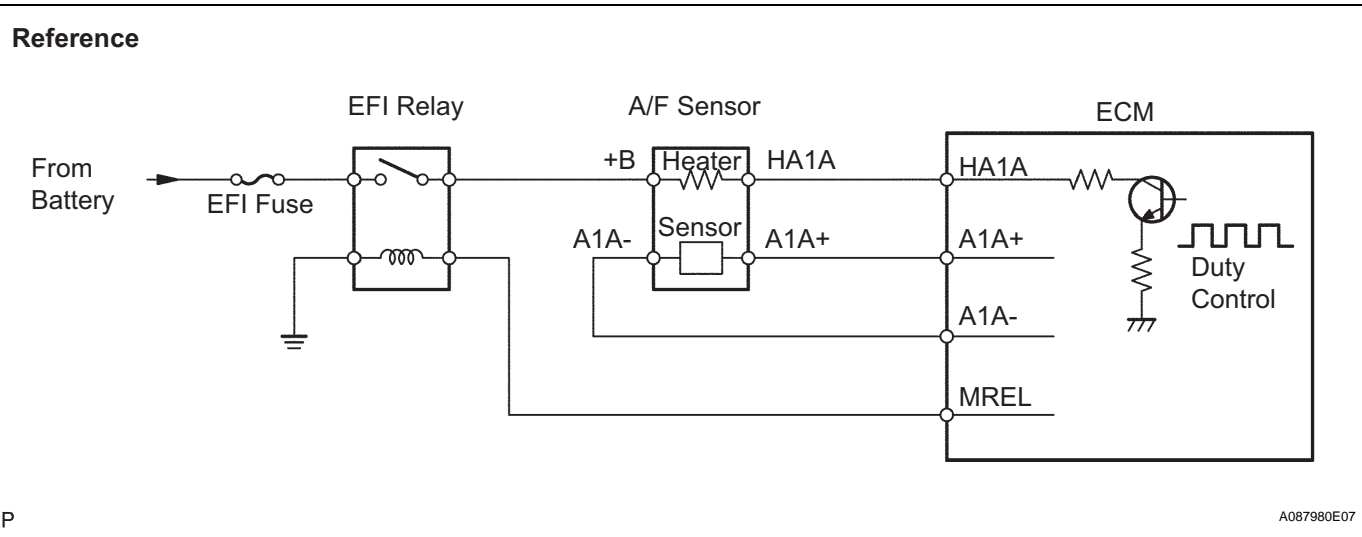 Reference
EFI Relay
A/F Sensor
ECM
From
Battery
EFI Fuse
+B
Heater
HA1A
HA1A
Sensor
A1A-
A1A+
A1A+
Duty
Control
A1A-
MREL
P
A087980E07